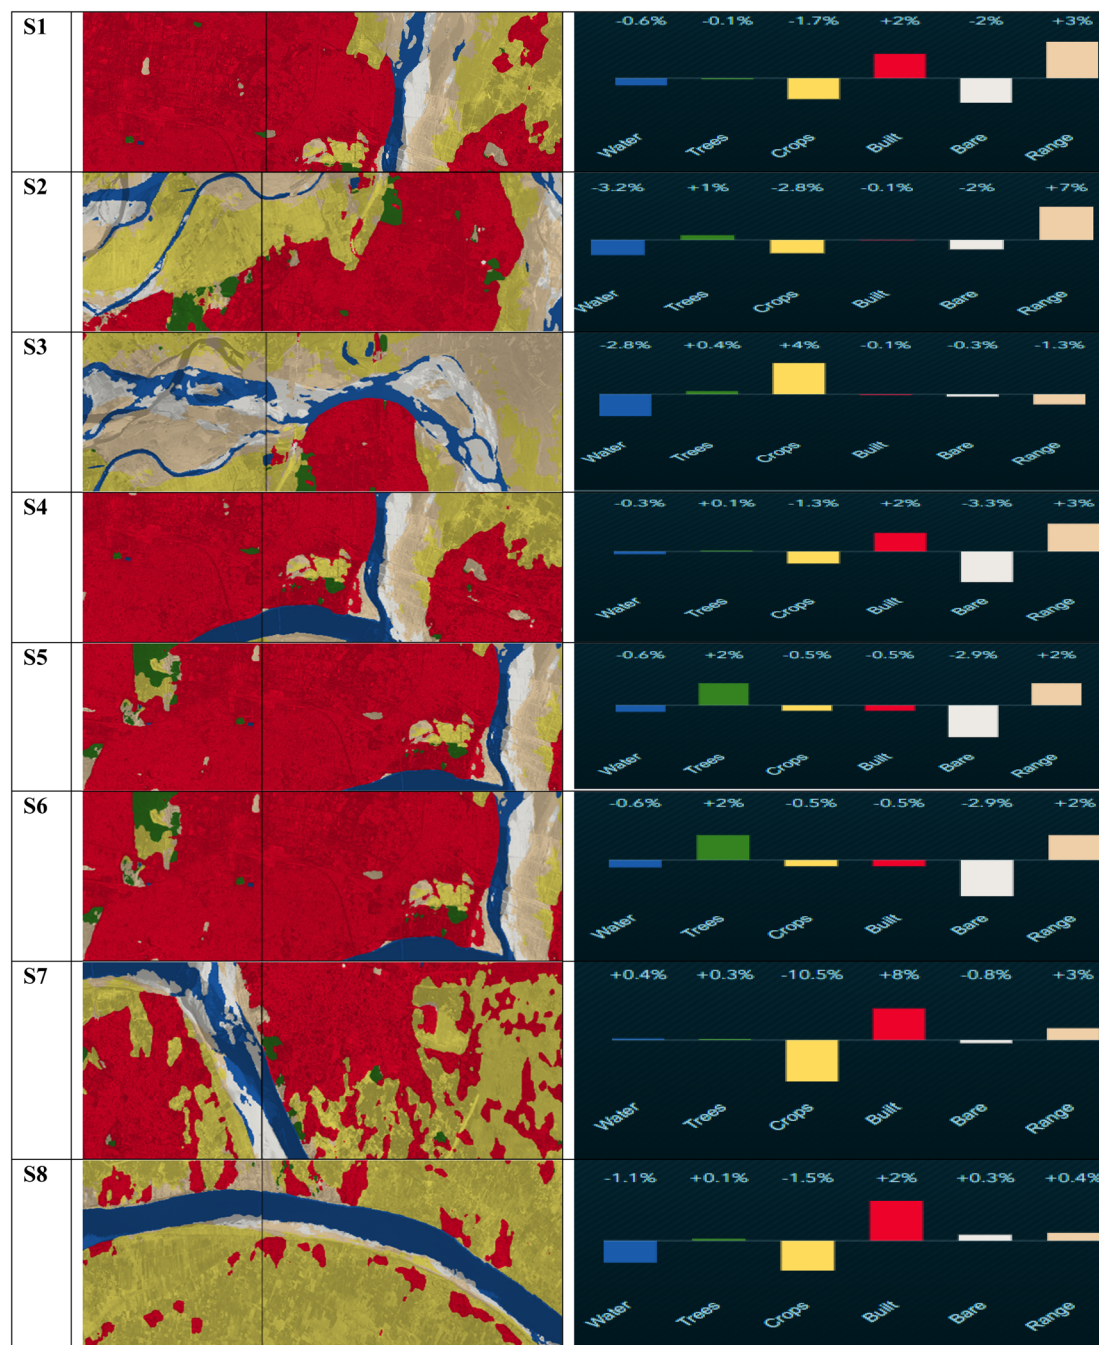 S1
-0.6% -0.1% -1.7% +2% -2% +3%
Water Trees Crops Built Bare Range
S2
-3.2% +1% -2.8% -0.1% -2% +7%
Water Trees Crops Built Bare Range
S3
-2.8% +0.4% +4% -0.1% -0.3% -1.3%
Water Trees Crops Built Bare Range
S4
-0.3% +0.1% -1.3% +2% -3.3% +3%
Water Trees Crops Built Bare Range
S5
-0.6% +2% -0.5% -0.5% -2.9% +2%
Water Trees Crops Built Bare Range
S6
-0.6% +2% -0.5% -0.5% -2.9% +2%
Water Trees Crops Built Bare Range
S7
+0.4% +0.3% -10.5% +8% -0.8% +3%
Water Trees Crops Built Bare Range
S8
-1.1% +0.1% -1.5% +2% +0.3% +0.4%
Water Trees Crops Built Bare Range